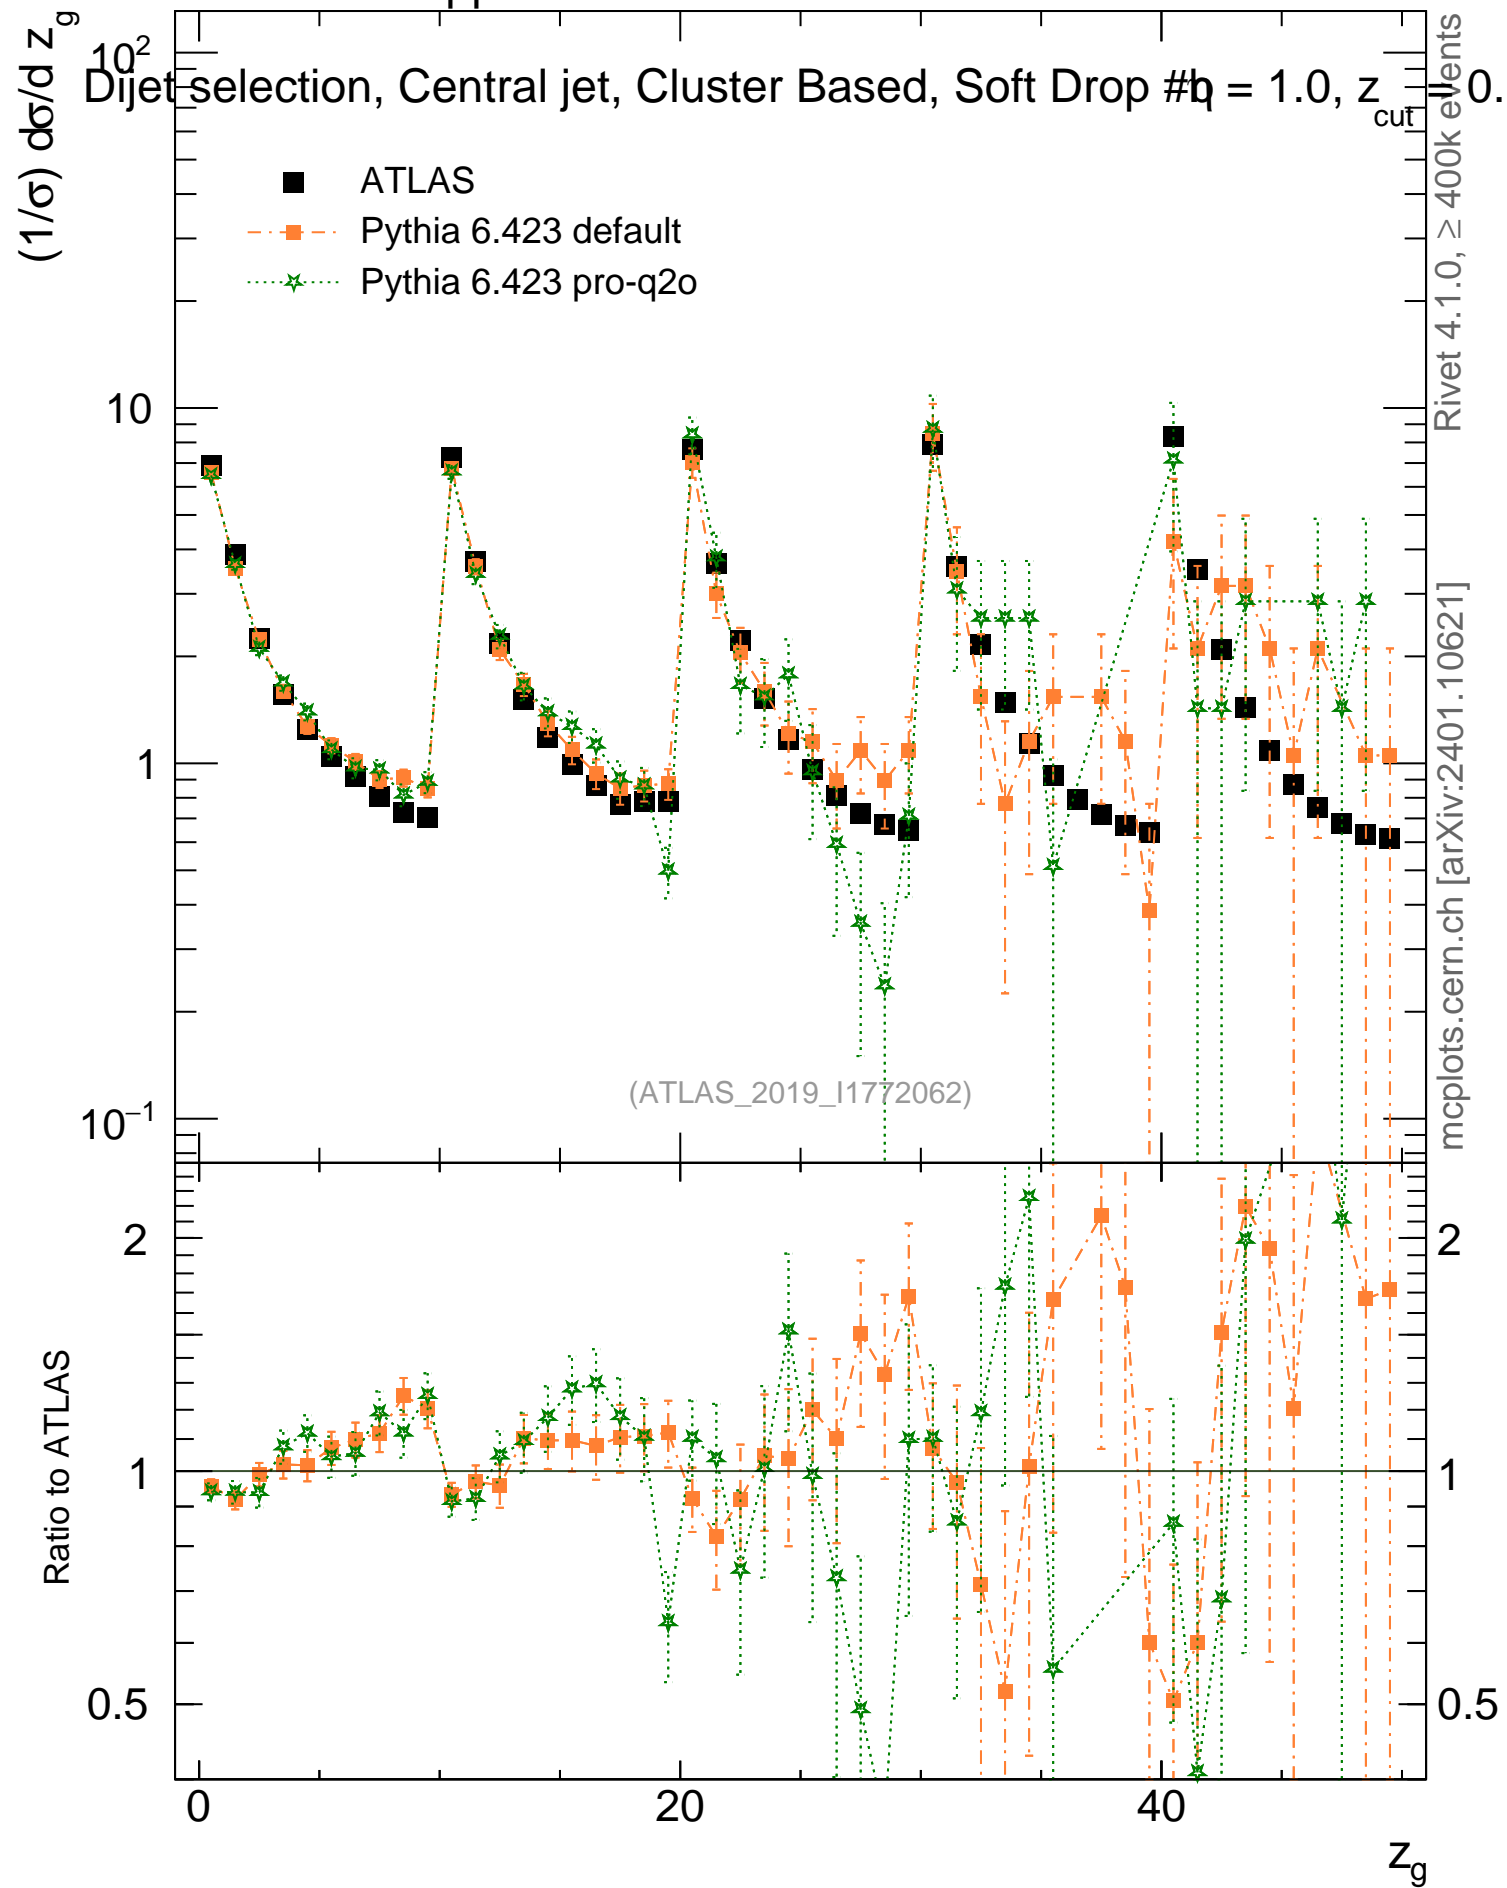 pp
(1/σ) dσ/d z_g
10²
Dijet selection, Central jet, Cluster Based, Soft Drop = 1.0, z_cut = 0.
ATLAS
Pythia 6.423 default
Pythia 6.423 pro-q2o
10
1
10⁻¹
(ATLAS_2019_I1772062)
Rivet 4.1.0, ≥ 400k events
mcplots.cern.ch [arXiv:2401.10621]
Ratio to ATLAS
2
1
0.5
2
1
0.5
0 20 40
z_g